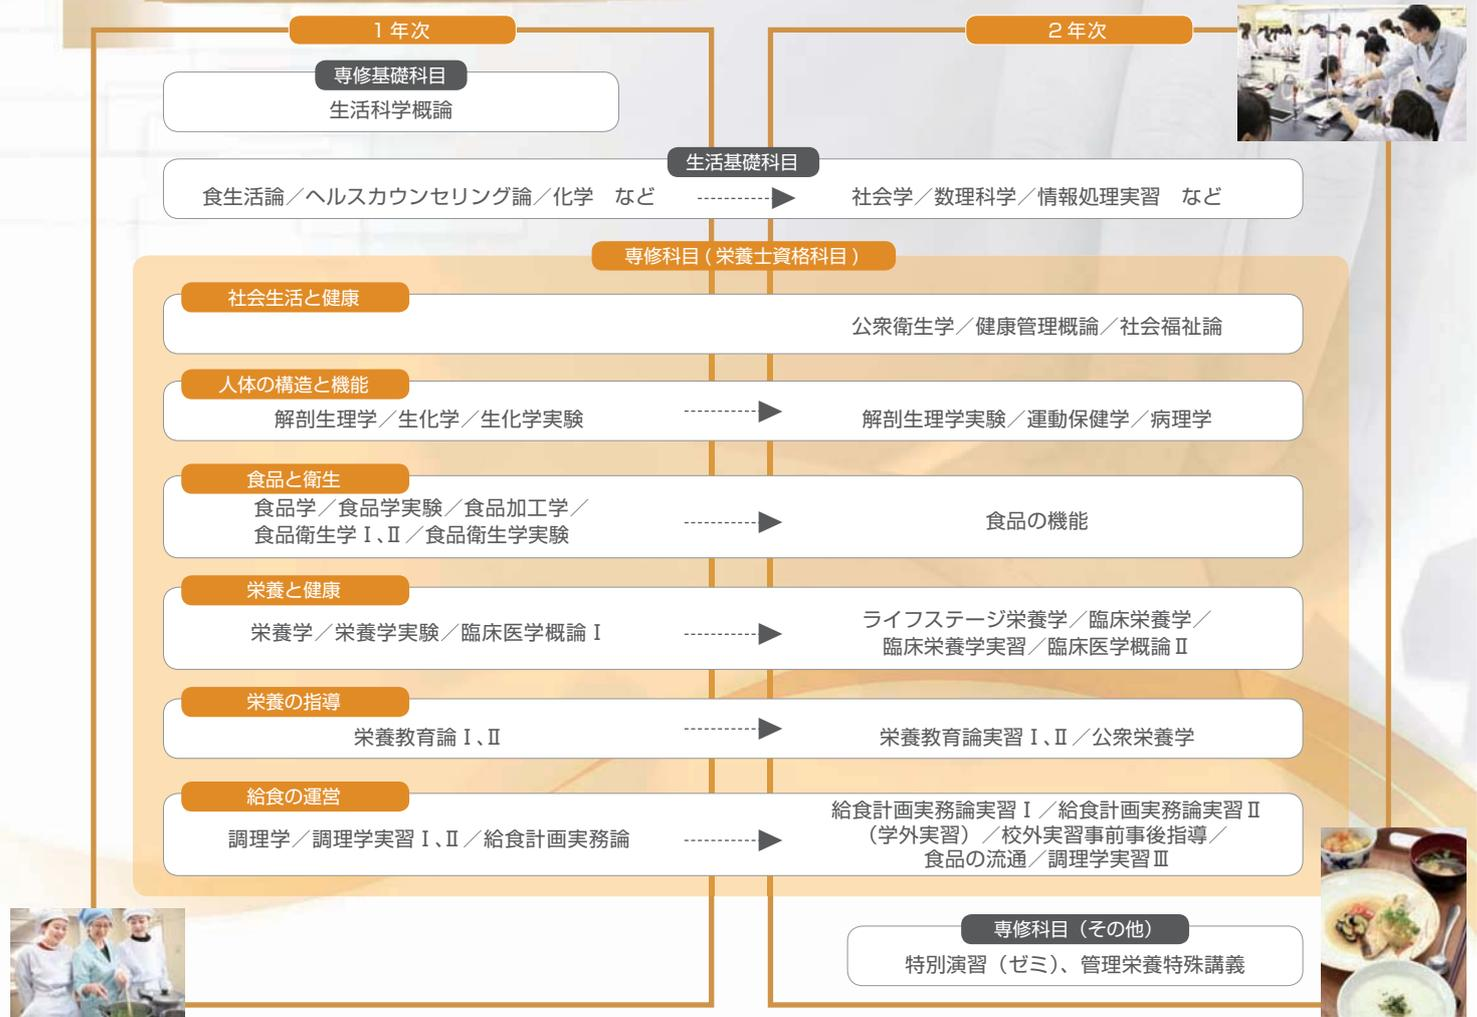 1年次
2年次
専修基礎科目
生活科学概論
生活基礎科目
食生活論／ヘルスカウンセリング論／化学　など
社会学／数理科学／情報処理実習　など
専修科目(栄養士資格科目)
社会生活と健康
公衆衛生学／健康管理概論／社会福祉論
人体の構造と機能
解剖生理学／生化学／生化学実験
解剖生理学実験／運動保健学／病理学
食品と衛生
食品学／食品学実験／食品加工学／
食品衛生学Ⅰ、Ⅱ／食品衛生学実験
食品の機能
栄養と健康
栄養学／栄養学実験／臨床医学概論Ⅰ
ライフステージ栄養学／臨床栄養学／
臨床栄養学実習／臨床医学概論Ⅱ
栄養の指導
栄養教育論Ⅰ、Ⅱ
栄養教育論実習Ⅰ、Ⅱ／公衆栄養学
給食の運営
調理学／調理学実習Ⅰ、Ⅱ／給食計画実務論
給食計画実務論実習Ⅰ／給食計画実務論実習Ⅱ
（学外実習）／校外実習事前事後指導／
食品の流通／調理学実習Ⅲ
専修科目（その他）
特別演習（ゼミ）、管理栄養特殊講義